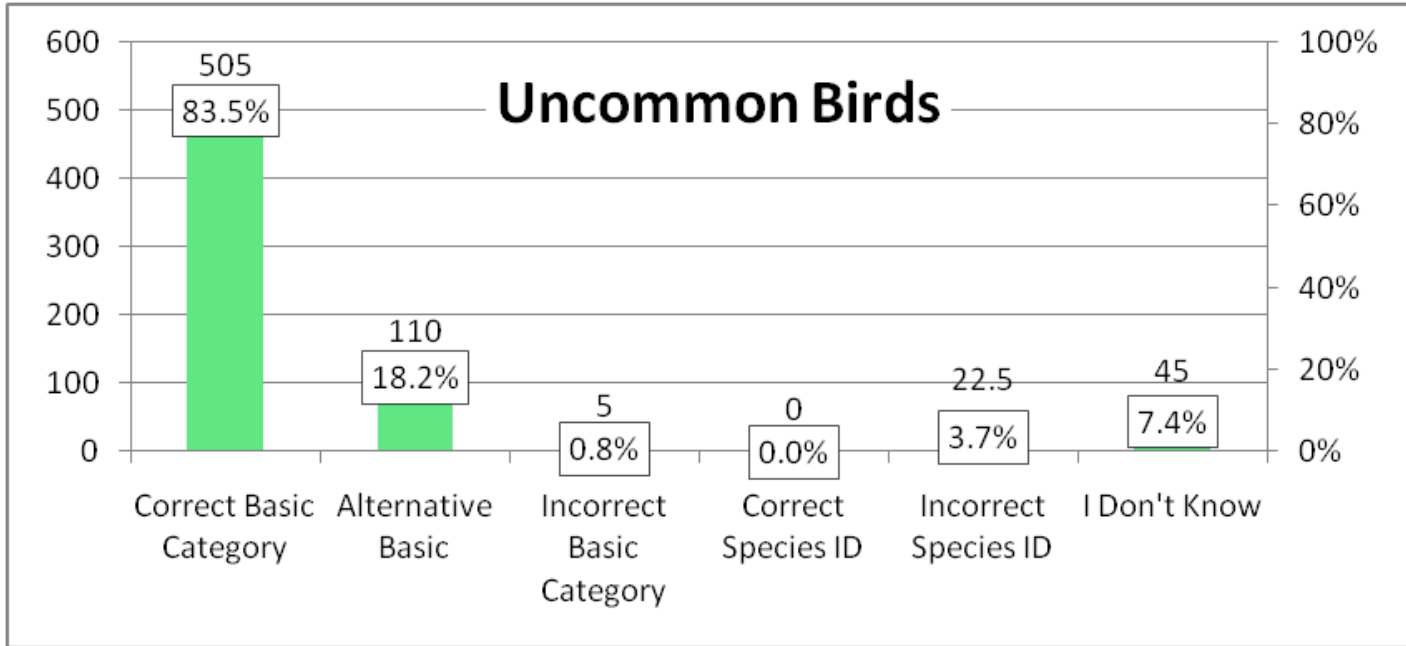 Uncommon Birds
600
500
400
300
200
100
0
100%
80%
60%
40%
20%
0%
505
83.5%
110
18.2%
5
0.8%
0
0.0%
22.5
3.7%
45
7.4%
Correct Basic
Category
Alternative
Basic
Incorrect
Basic
Category
Correct
Species ID
Incorrect
Species ID
I Don't Know